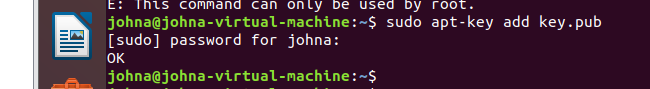 E: This command can only be used by root.
johna@johna-virtual-machine:~$ sudo apt-key add key.pub
[sudo] password for johna:
OK
johna@johna-virtual-machine:~$